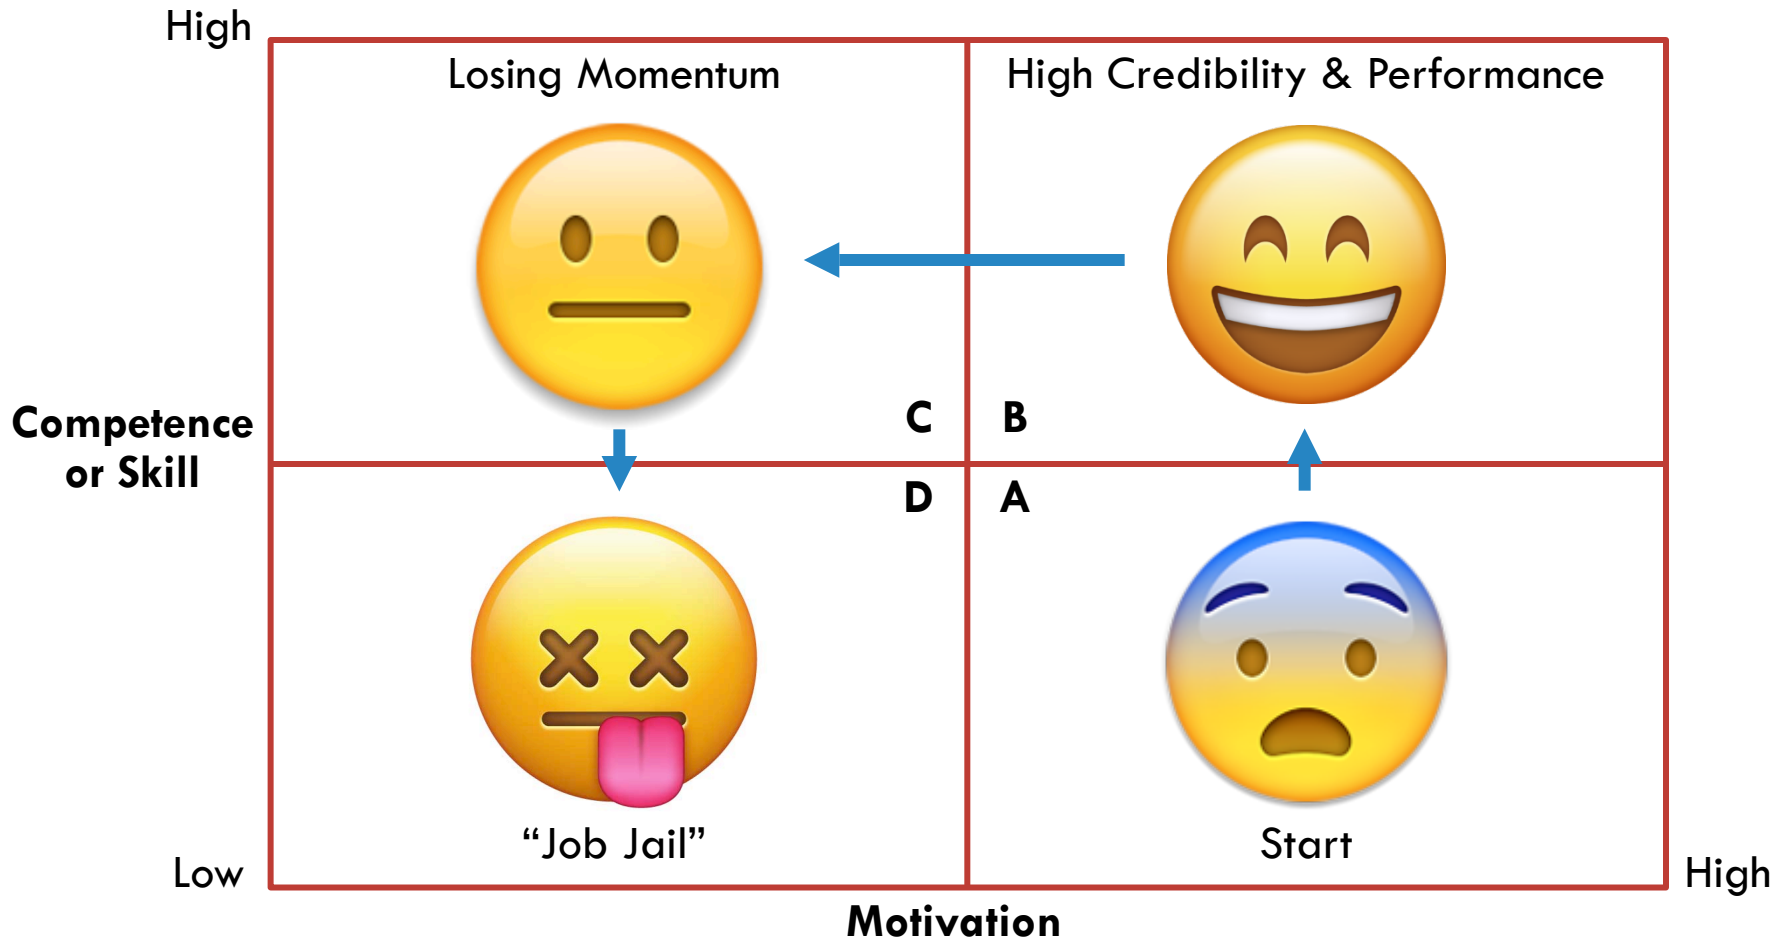 High
Losing Momentum
High Credibility & Performance
C
B
Competence
or Skill
D
A
“Job Jail”
Start
Low
High
Motivation